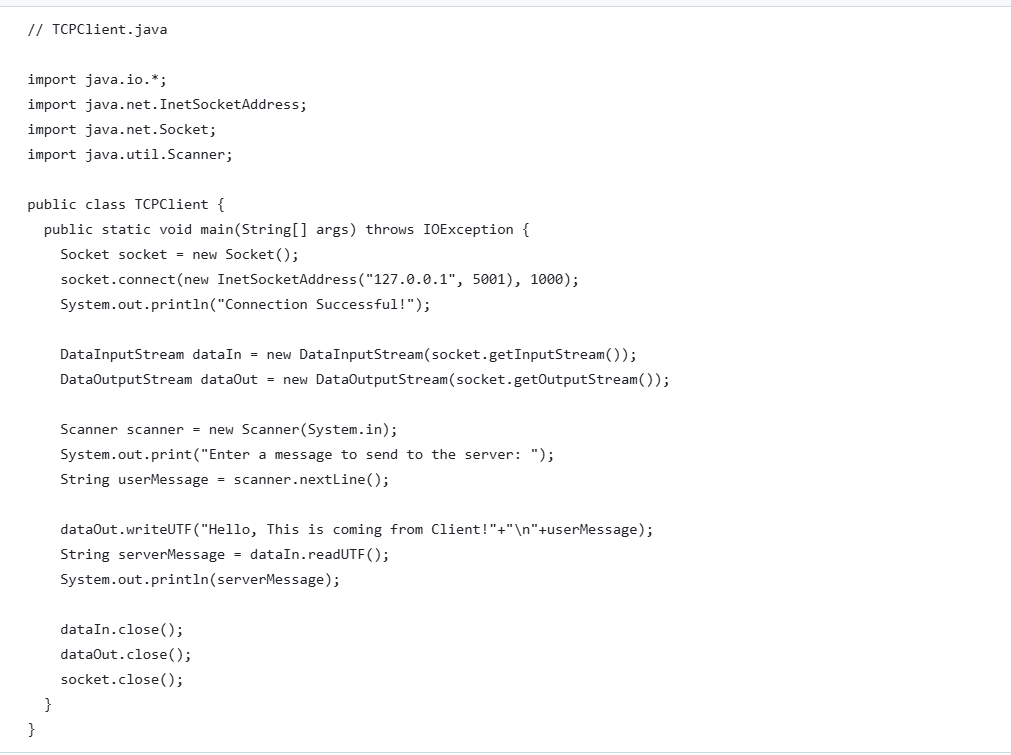 // TCPClient.java
import java.io.*;
import java.net.InetSocketAddress;
import java.net.Socket;
import java.util.Scanner;
public class TCPClient {
public static void main(String[] args) throws IOException {
Socket socket = new Socket();
socket.connect(new InetSocketAddress("127.0.0.1", 5001), 1000);
System.out.println("Connection Successful!");
DataInputStream dataIn = new DataInputStream(socket.getInputStream());
DataOutputStream dataOut = new DataOutputStream(socket.getOutputStream());
Scanner scanner = new Scanner(System.in);
System.out.print("Enter a message to send to the server: ");
String userMessage = scanner.nextLine();
dataOut.writeUTF("Hello, This is coming from Client!"+"\n"+userMessage);
String serverMessage = dataIn.readUTF();
System.out.println(serverMessage);
dataIn.close();
dataOut.close();
socket.close();
}
}